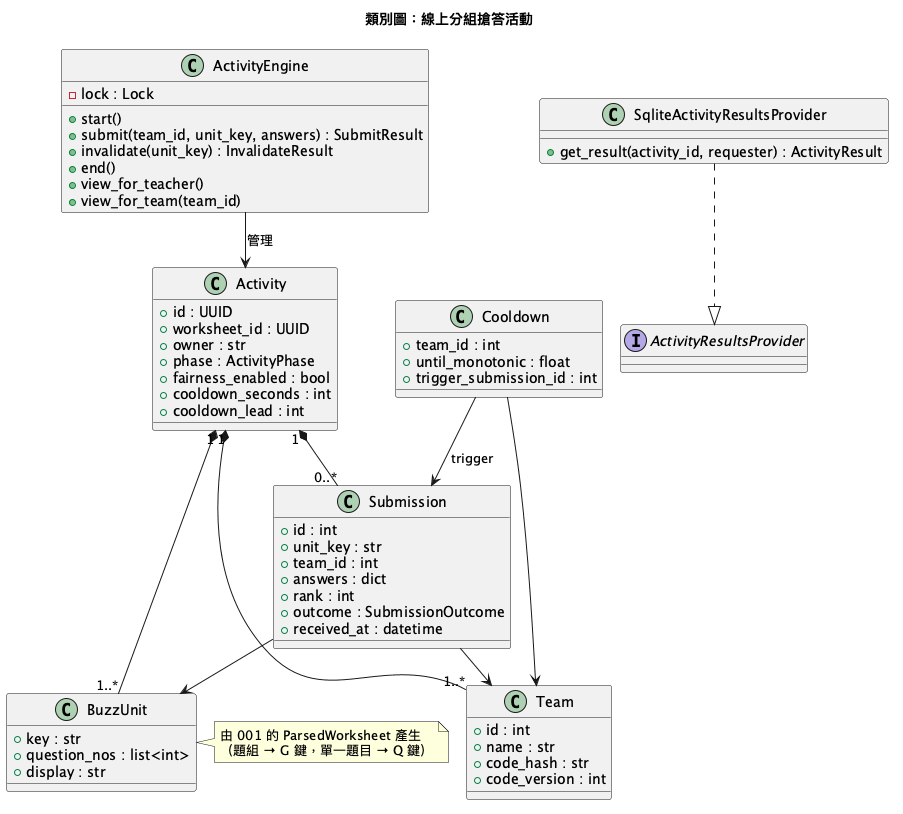 類別圖：線上分組搶答活動
C ActivityEngine
lock : Lock
start()
submit(team_id, unit_key, answers) : SubmitResult
invalidate(unit_key) : InvalidateResult
end()
view_for_teacher()
view_for_team(team_id)
C SqliteActivityResultsProvider
get_result(activity_id, requester) : ActivityResult
管理
C Activity
id : UUID
worksheet_id : UUID
owner : str
phase : ActivityPhase
fairness_enabled : bool
cooldown_seconds : int
cooldown_lead : int
C Cooldown
team_id : int
until_monotonic : float
trigger_submission_id : int
I ActivityResultsProvider
1
1
1
trigger
0..*
C Submission
id : int
unit_key : str
team_id : int
answers : dict
rank : int
outcome : SubmissionOutcome
received_at : datetime
1..*
1..*
C BuzzUnit
key : str
question_nos : list<int>
display : str
由 001 的 ParsedWorksheet 產生
（題組 → G 鍵，單一題目 → Q 鍵）
C Team
id : int
name : str
code_hash : str
code_version : int